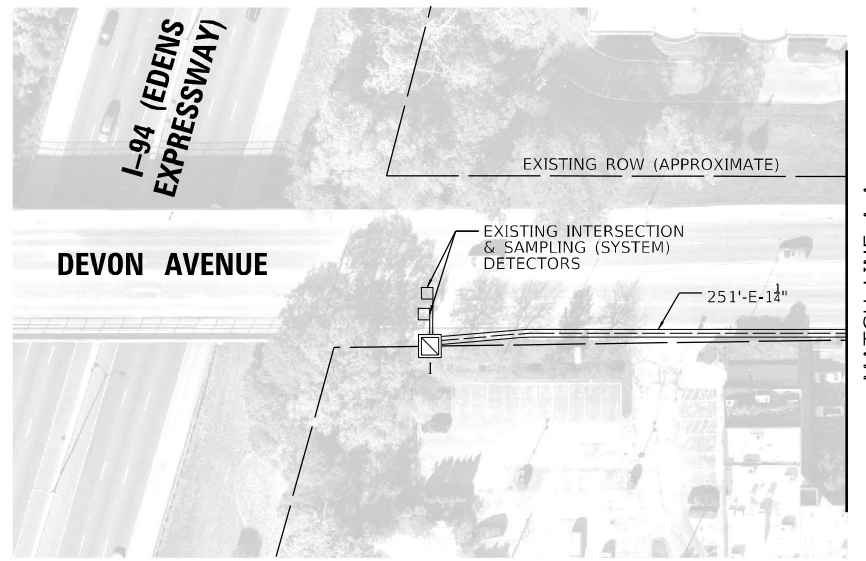 I-94 (EDENS
EXPRESSWAY)
EXISTING ROW (APPROXIMATE)
DEVON AVENUE
EXISTING INTERSECTION
& SAMPLING (SYSTEM)
DETECTORS
251'-E-1¼"
I